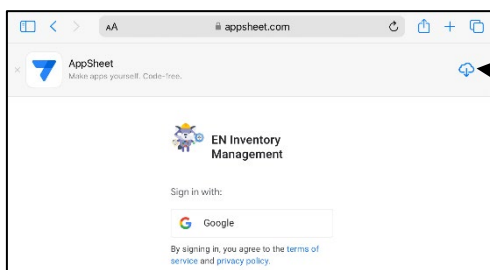 AA
appsheet.com
AppSheet
Make apps yourself. Code-free.
EN Inventory
Management
Sign in with:
Google
By signing in, you agree to the terms of
service and privacy policy.